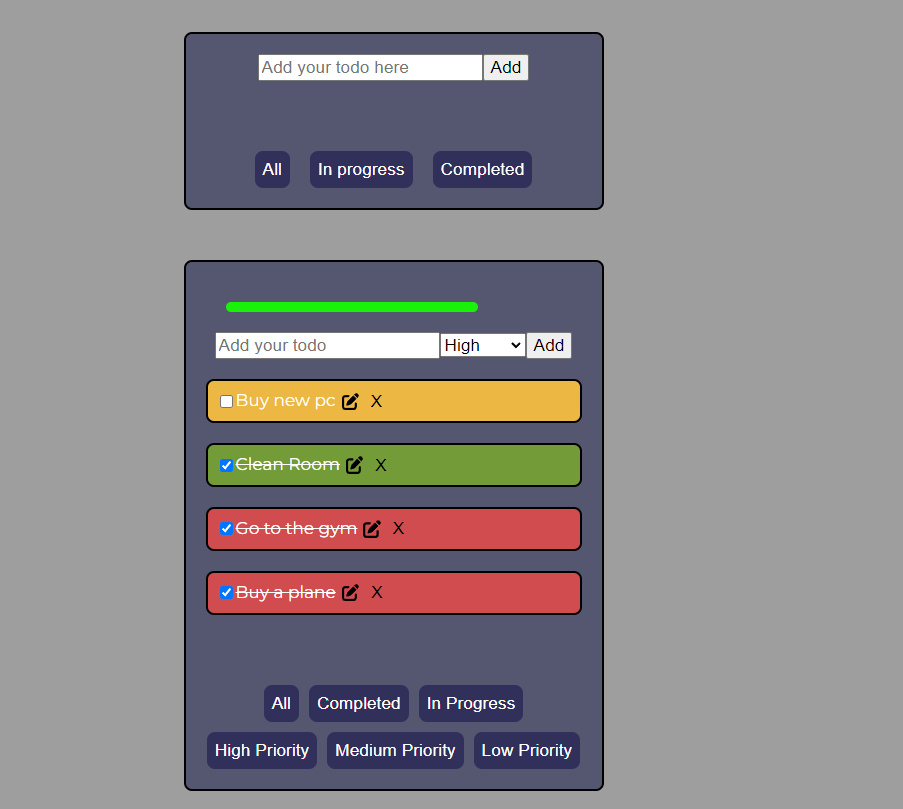 Add your todo here Add
All In progress Completed
Add your todo High Add
Buy new pc X
Clean Room X
Go to the gym X
Buy a plane X
All Completed In Progress
High Priority Medium Priority Low Priority